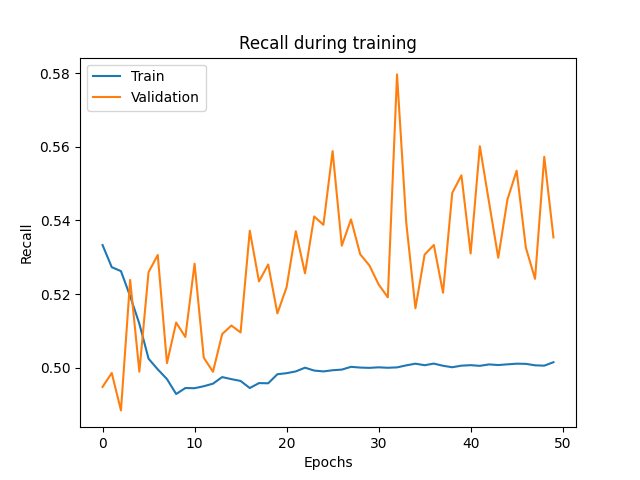 Recall during training
Train
Validation
0.58
0.56
0.54
0.52
0.50
Recall
0 10 20 30 40 50
Epochs